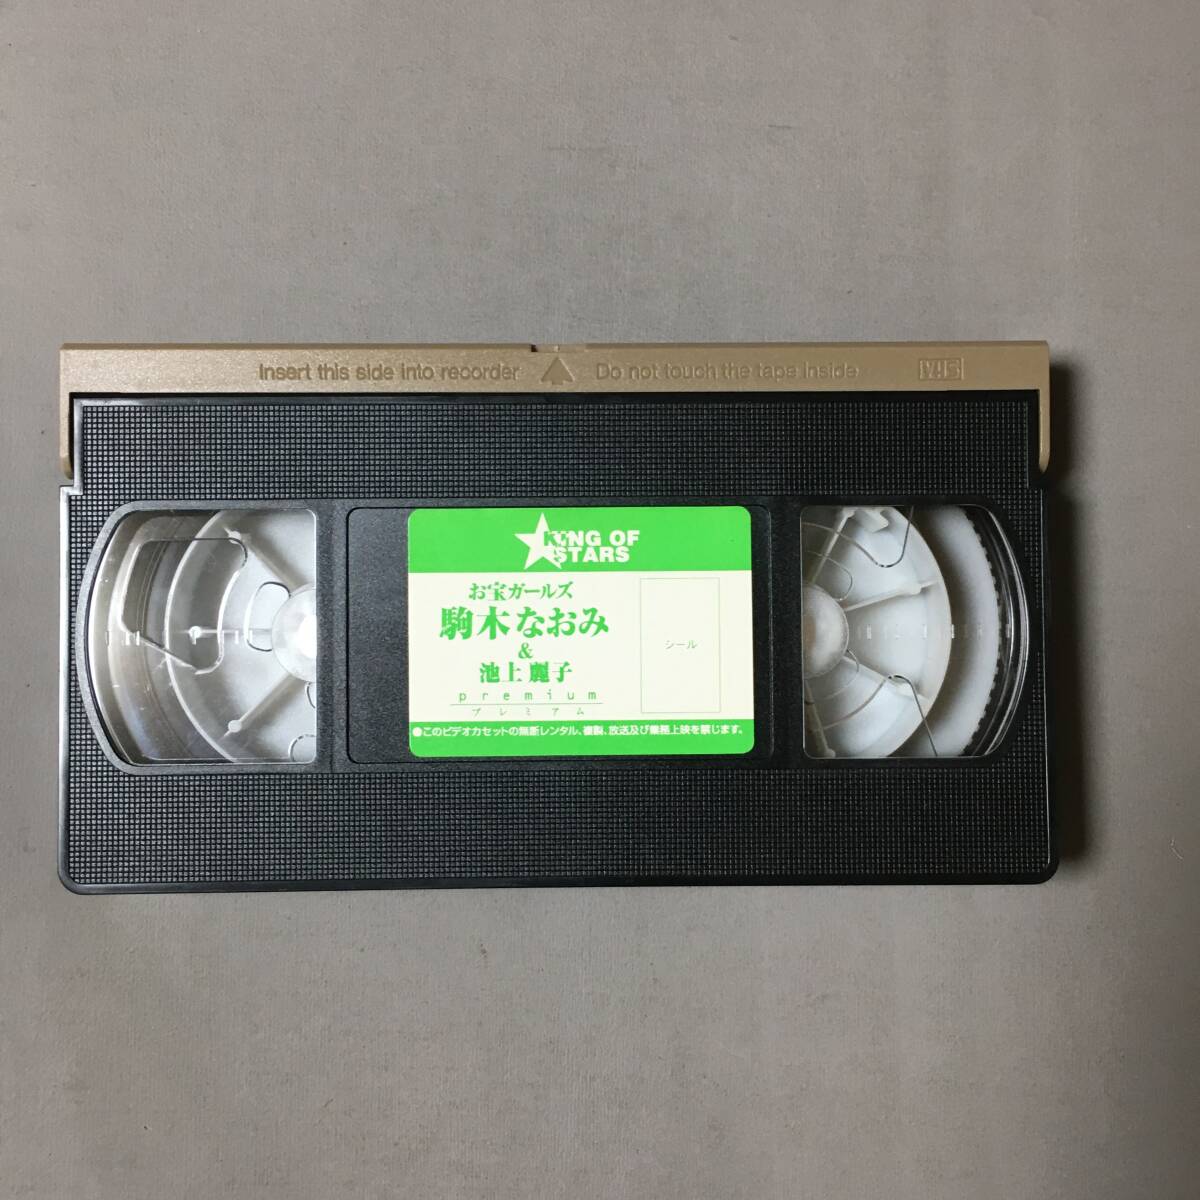 Insert this side into recorder
Do not touch the tape inside
VHS
KING OF
STARS
お宝ガールズ
駒木なおみ
&
池上麗子
premium
プレミアム
シール
●このビデオカセットの無断レンタル、複製、放送及び業務上映を禁じます。